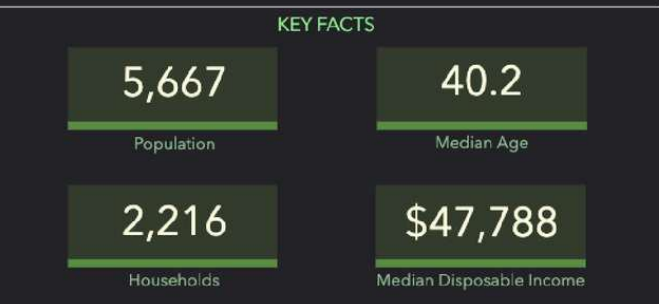 KEY FACTS
5,667
Population
40.2
Median Age
2,216
Households
$47,788
Median Disposable Income